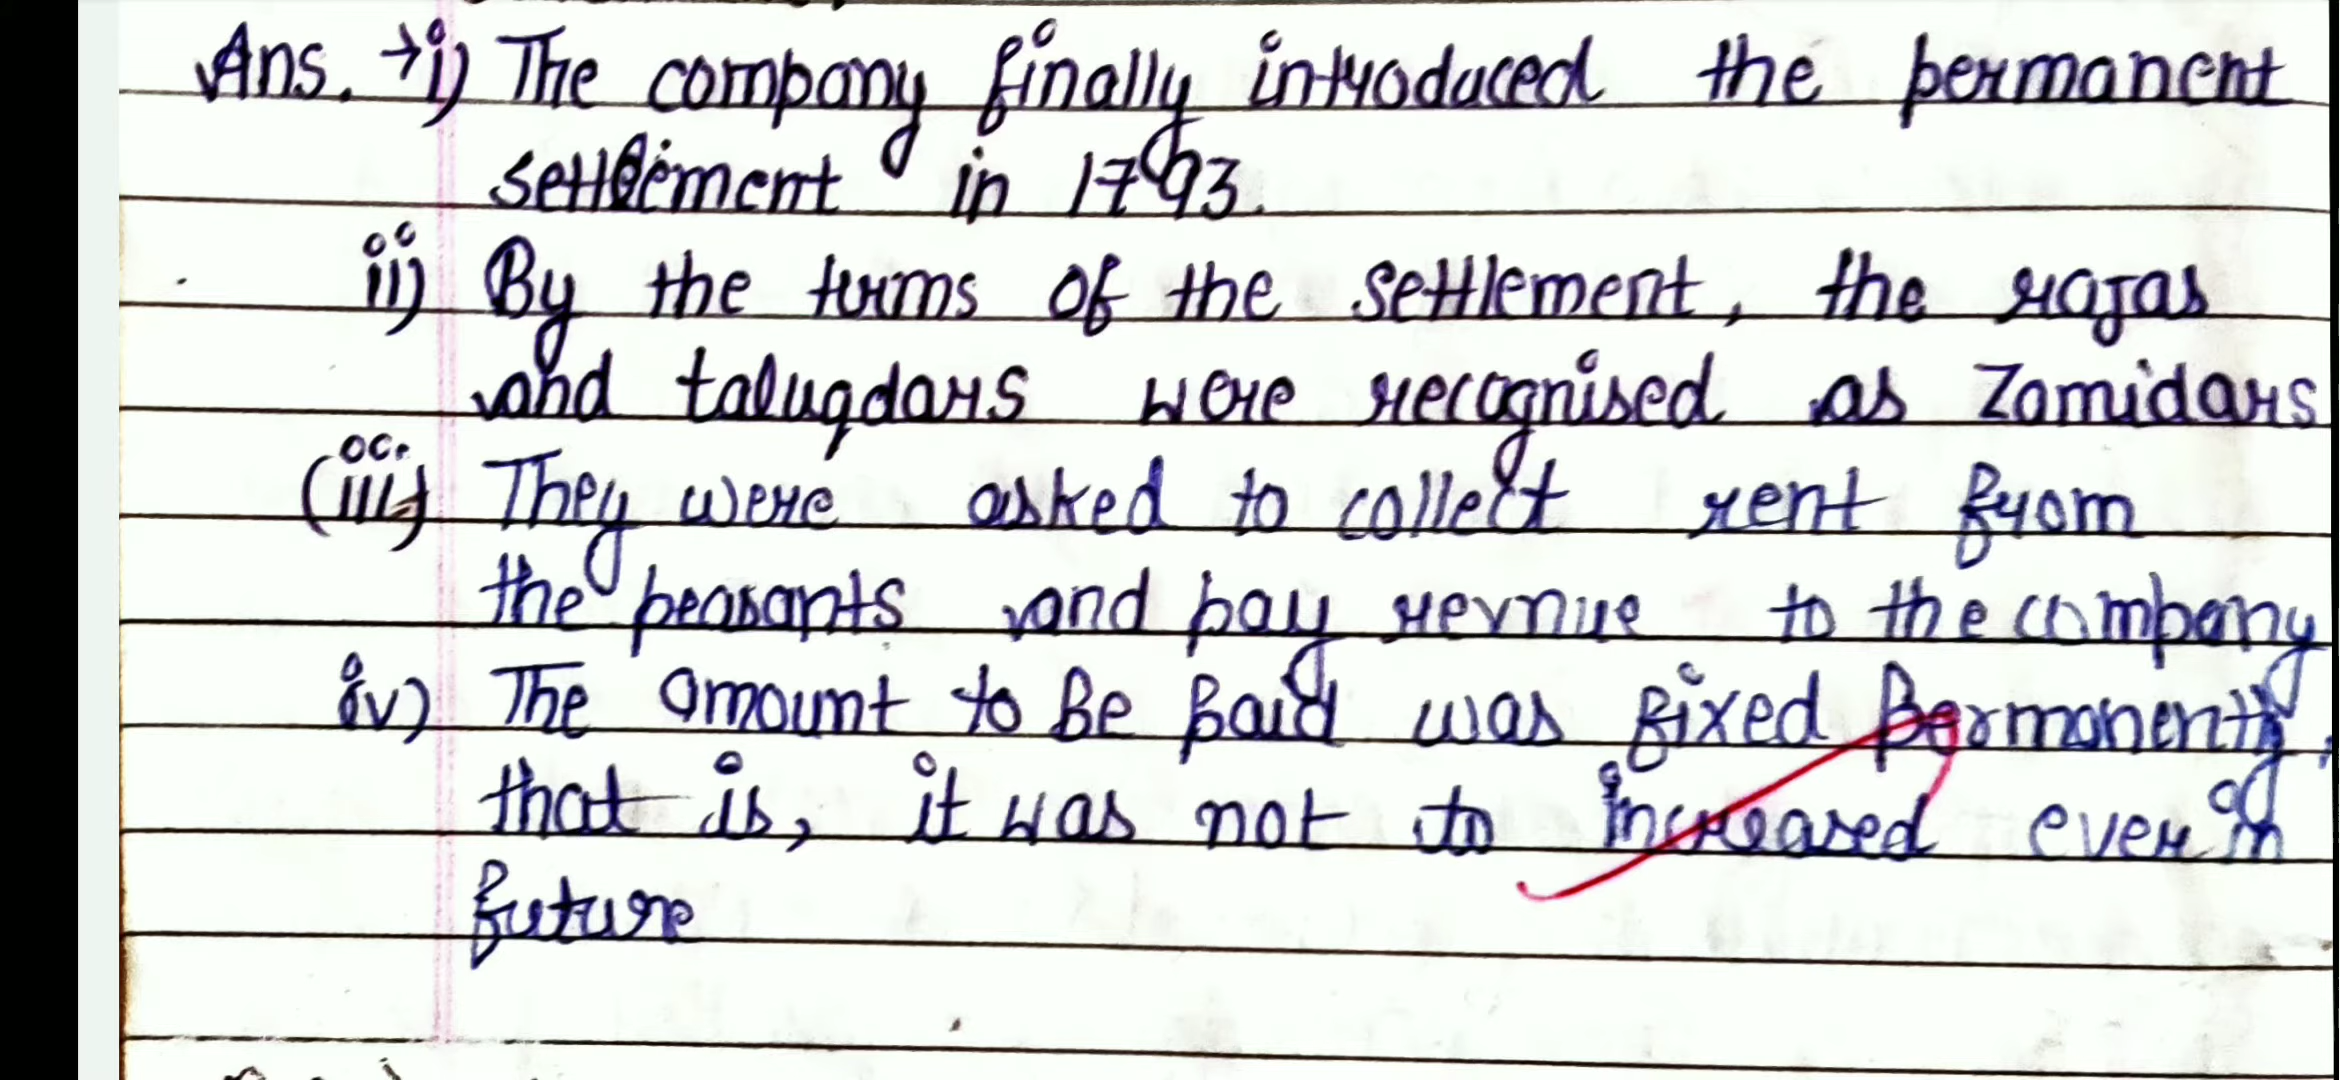 Ans. → i) The company finally introduced the permanent
settlement in 1793.
ii) By the terms of the settlement, the rajas
and taluqdars were recognised as Zamidars
(iii) They were asked to collect rent from
the peasants and pay revnue to the company
iv) The amount to be paid was fixed permanently,
that is, it was not to increased ever in
future